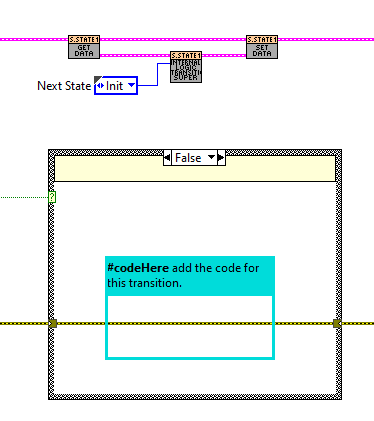 S.STATE1
GET
DATA
S.STATE1
INTERNAL
LOGIC
TRANSITI
SUPER
S.STATE1
SET
DATA
Next State
Init
False
?
#codeHere add the code for
this transition.